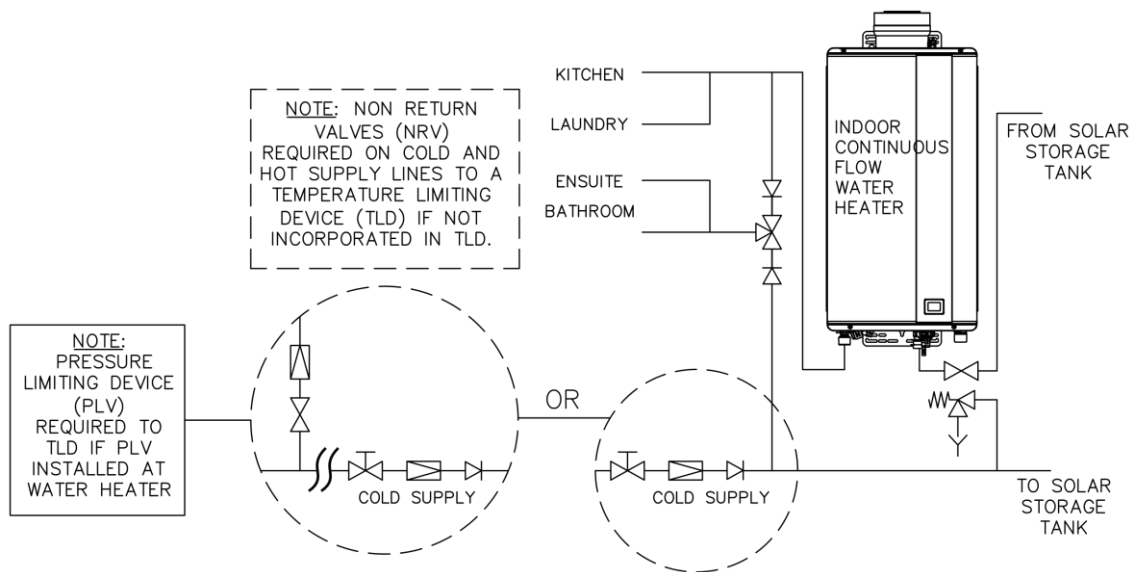 KITCHEN
LAUNDRY
ENSUITE
BATHROOM
NOTE: NON RETURN
VALVES (NRV)
REQUIRED ON COLD AND
HOT SUPPLY LINES TO A
TEMPERATURE LIMITING
DEVICE (TLD) IF NOT
INCORPORATED IN TLD.
INDOOR
CONTINUOUS
FLOW
WATER
HEATER
FROM SOLAR
STORAGE
TANK
NOTE:
PRESSURE
LIMITING DEVICE
(PLV)
REQUIRED TO
TLD IF PLV
INSTALLED AT
WATER HEATER
OR
COLD SUPPLY
COLD SUPPLY
TO SOLAR
STORAGE
TANK